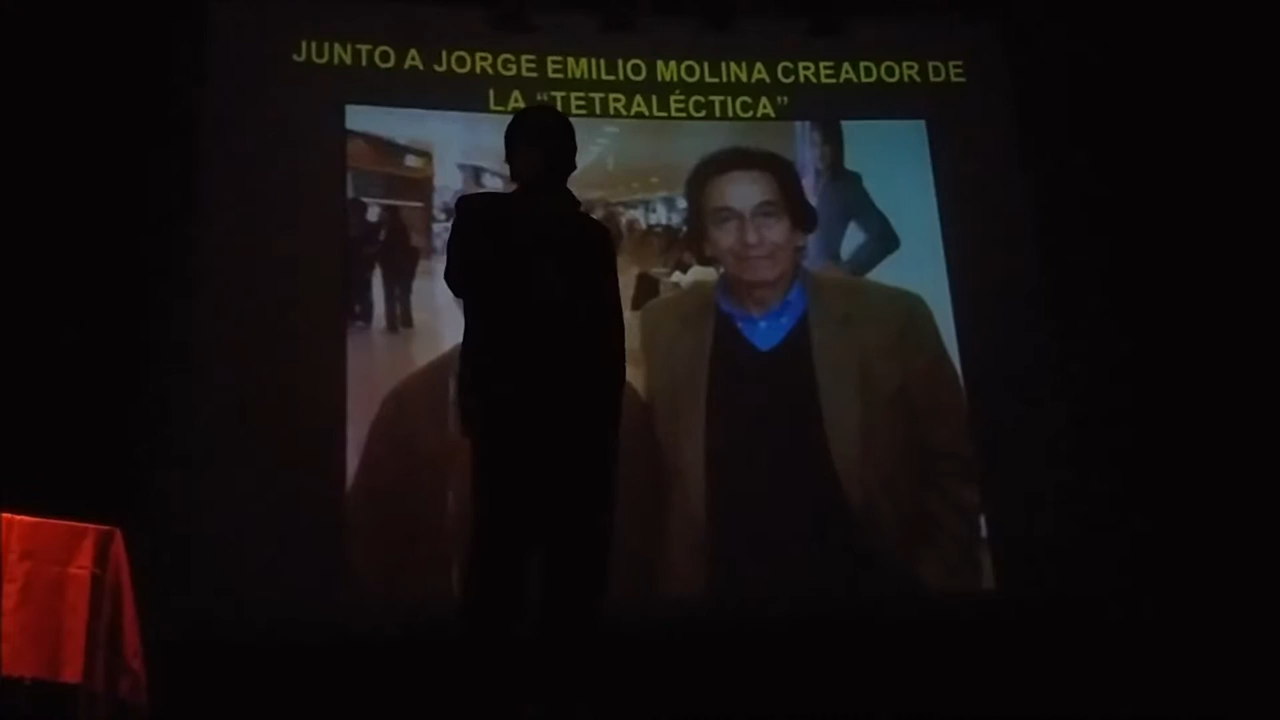 JUNTO A JORGE EMILIO MOLINA CREADOR DE
LA “TETRALÉCTICA”